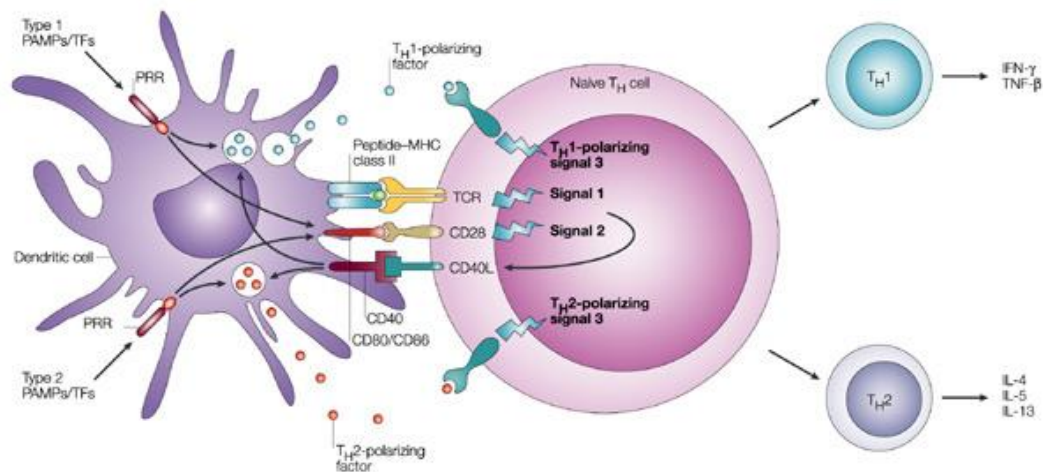 Type 1
PAMPs/TFs
PRR
TH1-polarizing
factor
Peptide–MHC
class II
Naive TH cell
TH1-polarizing
signal 3
TCR
Signal 1
CD28
Signal 2
CD40L
Dendritic cell
CD40
CD80/CD86
TH2-polarizing
signal 3
PRR
Type 2
PAMPs/TFs
TH2-polarizing
factor
TH1
IFN-γ
TNF-β
TH2
IL-4
IL-5
IL-13